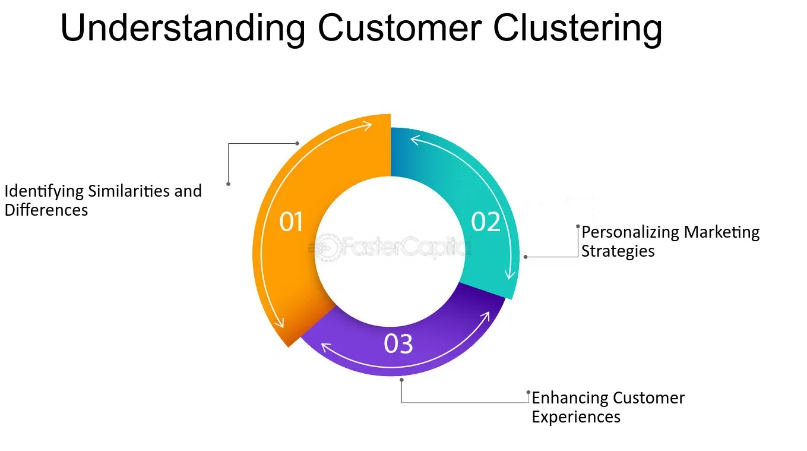 Understanding Customer Clustering
01
Identifying Similarities and
Differences
02
Personalizing Marketing
Strategies
FasterCapital
03
Enhancing Customer
Experiences